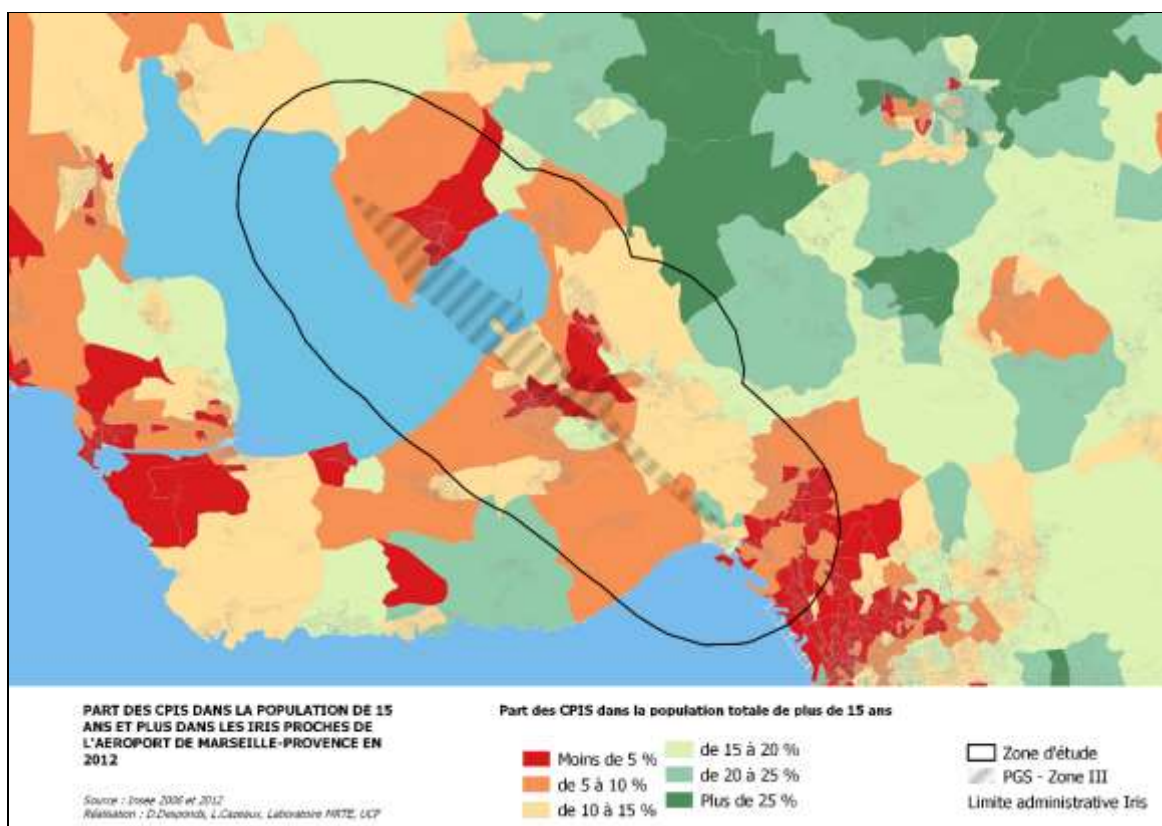 PART DES CPIS DANS LA POPULATION DE 15
ANS ET PLUS DANS LES IRIS PROCHES DE
L'AEROPORT DE MARSEILLE-PROVENCE EN
2012
Source : Insee 2006 et 2012
Réalisation : D.Desponds, L.Cazeaux, Laboratoire MRTE, UCP
Part des CPIS dans la population totale de plus de 15 ans
Moins de 5 %
de 5 à 10 %
de 10 à 15 %
de 15 à 20 %
de 20 à 25 %
Plus de 25 %
Zone d'étude
PGS - Zone III
Limite administrative Iris